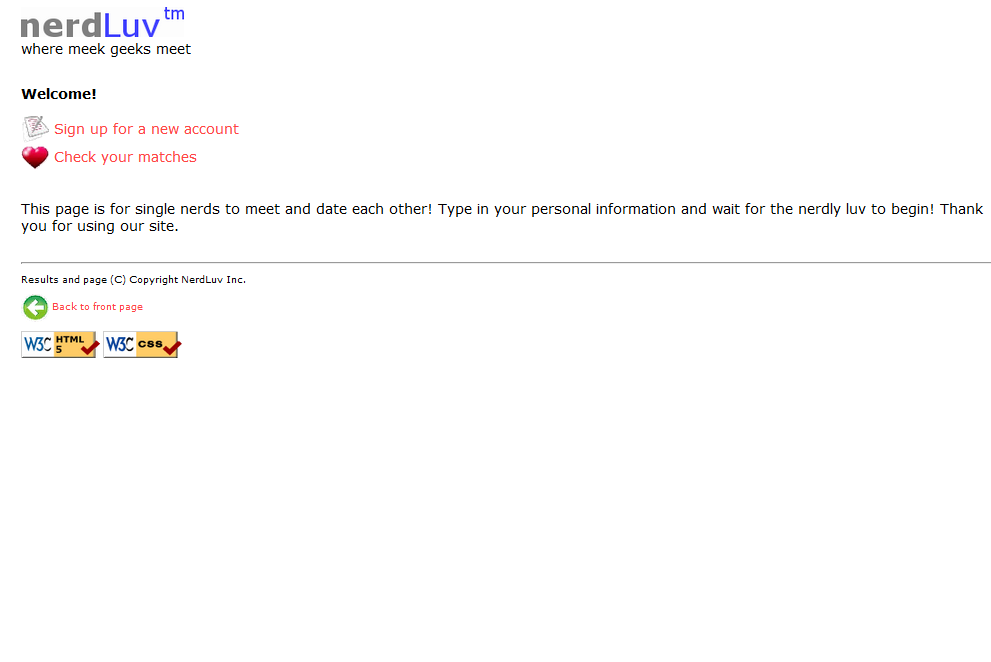 nerdLuv tm
where meek geeks meet
Welcome!
Sign up for a new account
Check your matches
This page is for single nerds to meet and date each other! Type in your personal information and wait for the nerdly luv to begin! Thank
you for using our site.
Results and page (C) Copyright NerdLuv Inc.
Back to front page
W3C HTML 5 W3C css